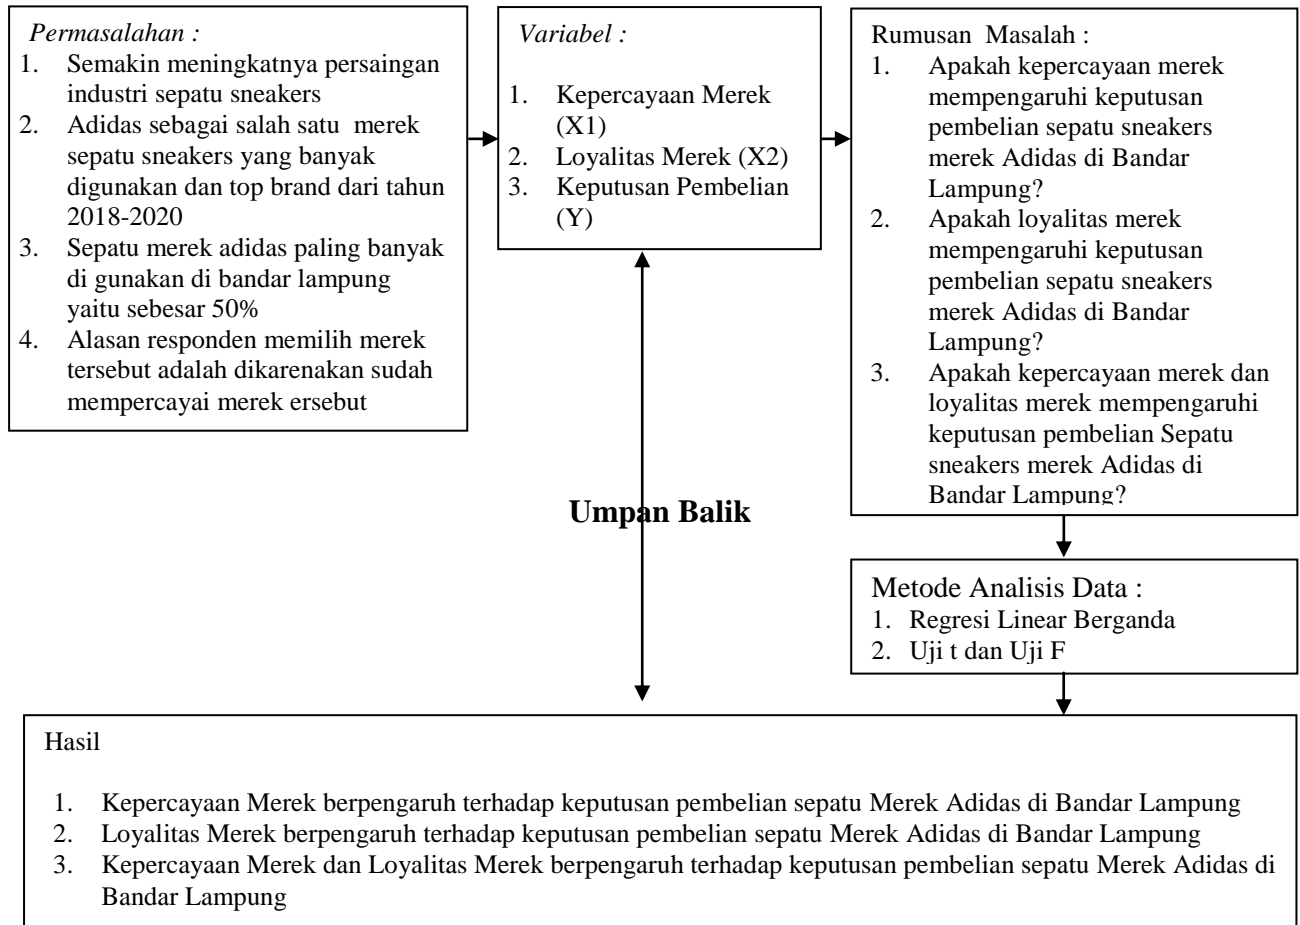 Permasalahan :
1. Semakin meningkatnya persaingan
industri sepatu sneakers
2. Adidas sebagai salah satu merek
sepatu sneakers yang banyak
digunakan dan top brand dari tahun
2018-2020
3. Sepatu merek adidas paling banyak
di gunakan di bandar lampung
yaitu sebesar 50%
4. Alasan responden memilih merek
tersebut adalah dikarenakan sudah
mempercayai merek ersebut
Variabel :
1. Kepercayaan Merek
(X1)
2. Loyalitas Merek (X2)
3. Keputusan Pembelian
(Y)
Rumusan Masalah :
1. Apakah kepercayaan merek
mempengaruhi keputusan
pembelian sepatu sneakers
merek Adidas di Bandar
Lampung?
2. Apakah loyalitas merek
mempengaruhi keputusan
pembelian sepatu sneakers
merek Adidas di Bandar
Lampung?
3. Apakah kepercayaan merek dan
loyalitas merek mempengaruhi
keputusan pembelian Sepatu
sneakers merek Adidas di
Bandar Lampung?
Umpan Balik
Metode Analisis Data :
1. Regresi Linear Berganda
2. Uji t dan Uji F
Hasil
1. Kepercayaan Merek berpengaruh terhadap keputusan pembelian sepatu Merek Adidas di Bandar Lampung
2. Loyalitas Merek berpengaruh terhadap keputusan pembelian sepatu Merek Adidas di Bandar Lampung
3. Kepercayaan Merek dan Loyalitas Merek berpengaruh terhadap keputusan pembelian sepatu Merek Adidas di
Bandar Lampung